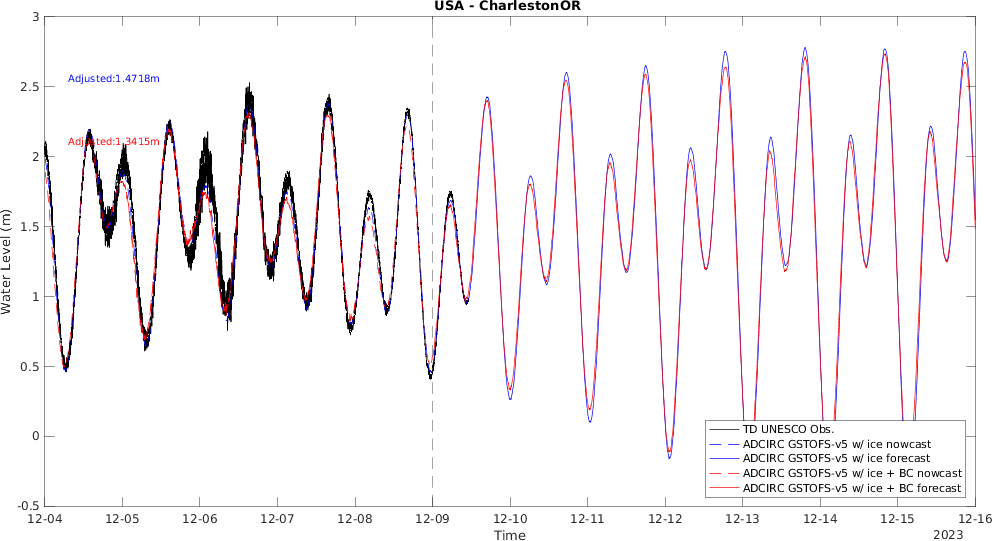 USA - CharlestonOR
3
2.5
2
1.5
1
0.5
0
-0.5
Water Level (m)
Adjusted:1.4718m
Adjusted:1.3415m
TD UNESCO Obs.
ADCIRC GSTOFS-v5 w/ ice nowcast
ADCIRC GSTOFS-v5 w/ ice forecast
ADCIRC GSTOFS-v5 w/ ice + BC nowcast
ADCIRC GSTOFS-v5 w/ ice + BC forecast
12-04 12-05 12-06 12-07 12-08 12-09 12-10 12-11 12-12 12-13 12-14 12-15 12-16
Time
2023